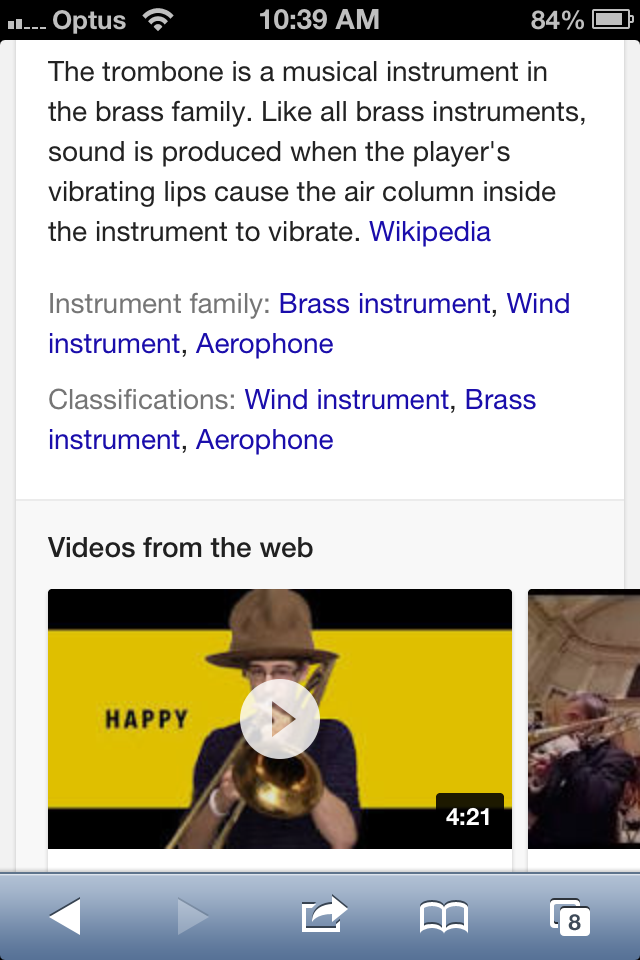 Optus 10:39 AM 84%
The trombone is a musical instrument in
the brass family. Like all brass instruments,
sound is produced when the player's
vibrating lips cause the air column inside
the instrument to vibrate. Wikipedia
Instrument family: Brass instrument, Wind
instrument, Aerophone
Classifications: Wind instrument, Brass
instrument, Aerophone
Videos from the web
HAPPY
4:21
8